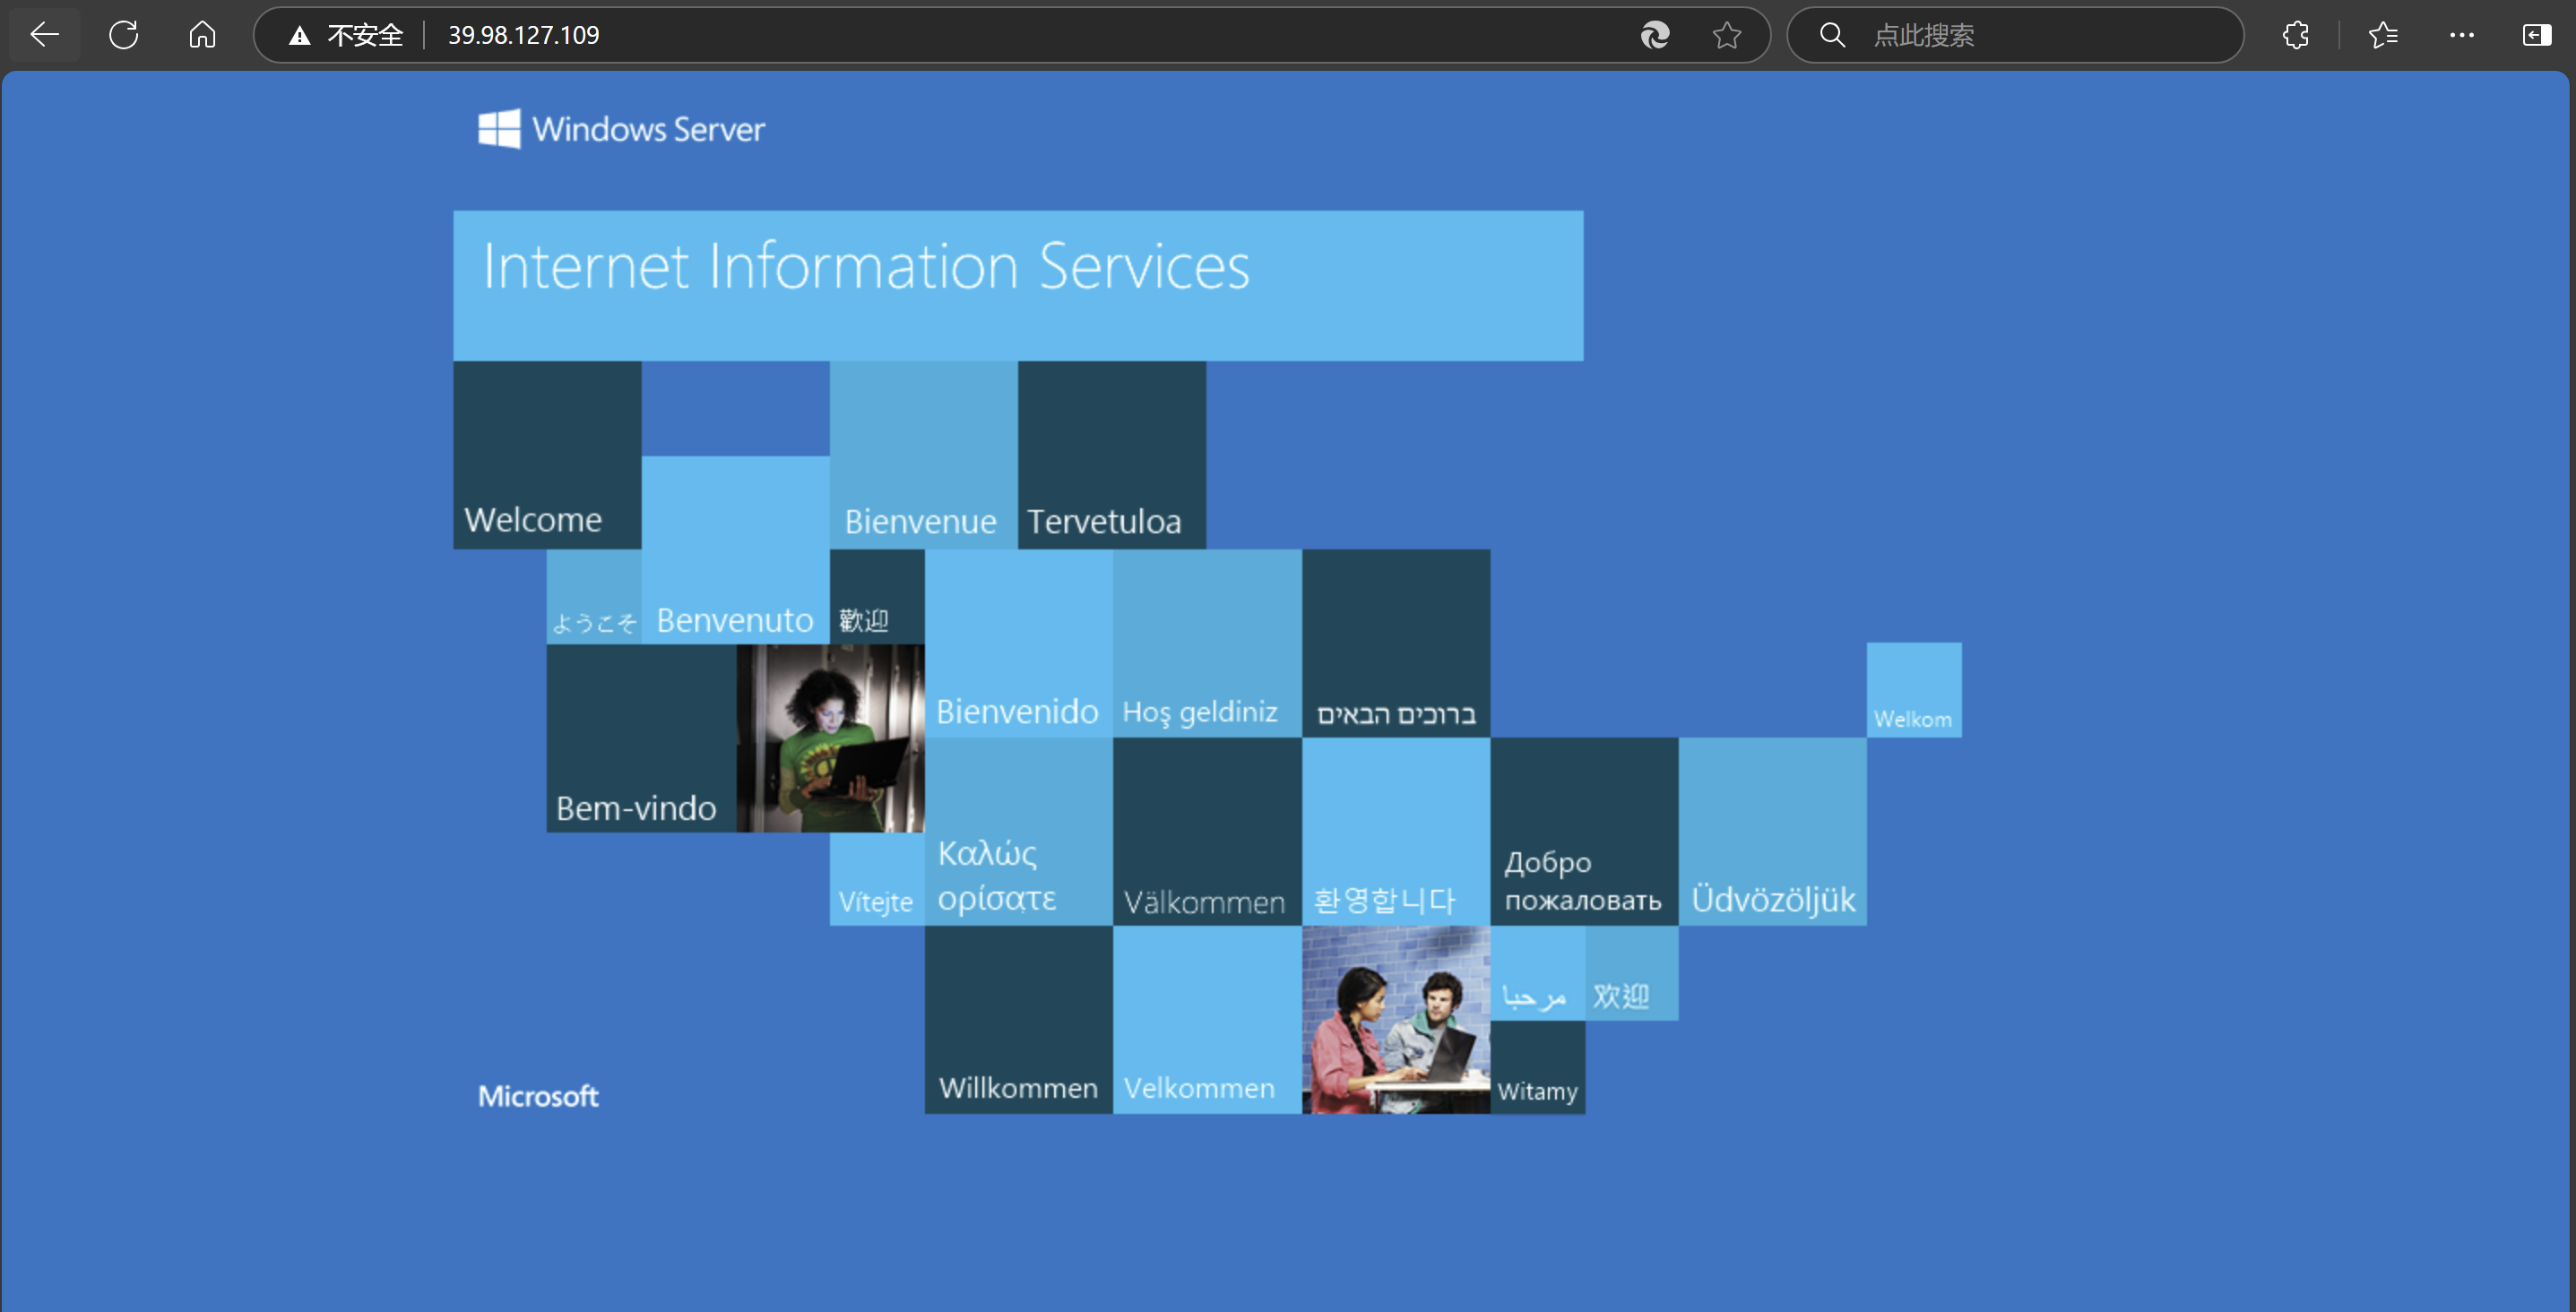 不安全
39.98.127.109
点此搜索
Windows Server
Internet Information Services
Welcome
Bienvenue
Tervetuloa
ようこそ
Benvenuto
歡迎
Bienvenido
Hoş geldiniz
ברוכים הבאים
Welkom
Bem-vindo
Vítejte
Καλώς
ορίσατε
Välkommen
환영합니다
Добро
пожаловать
Üdvözöljük
مرحبا
欢迎
Willkommen
Velkommen
Witamy
Microsoft